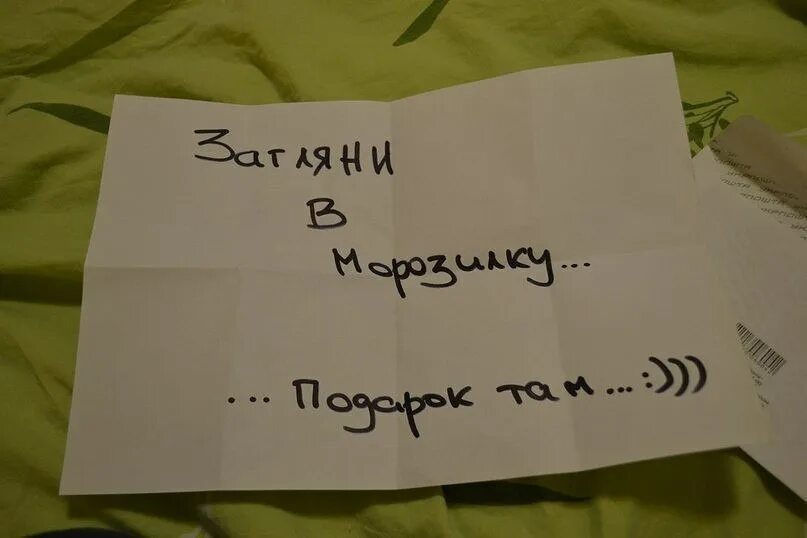 Загляни
в
морозилку...
... Подарок там...:)))